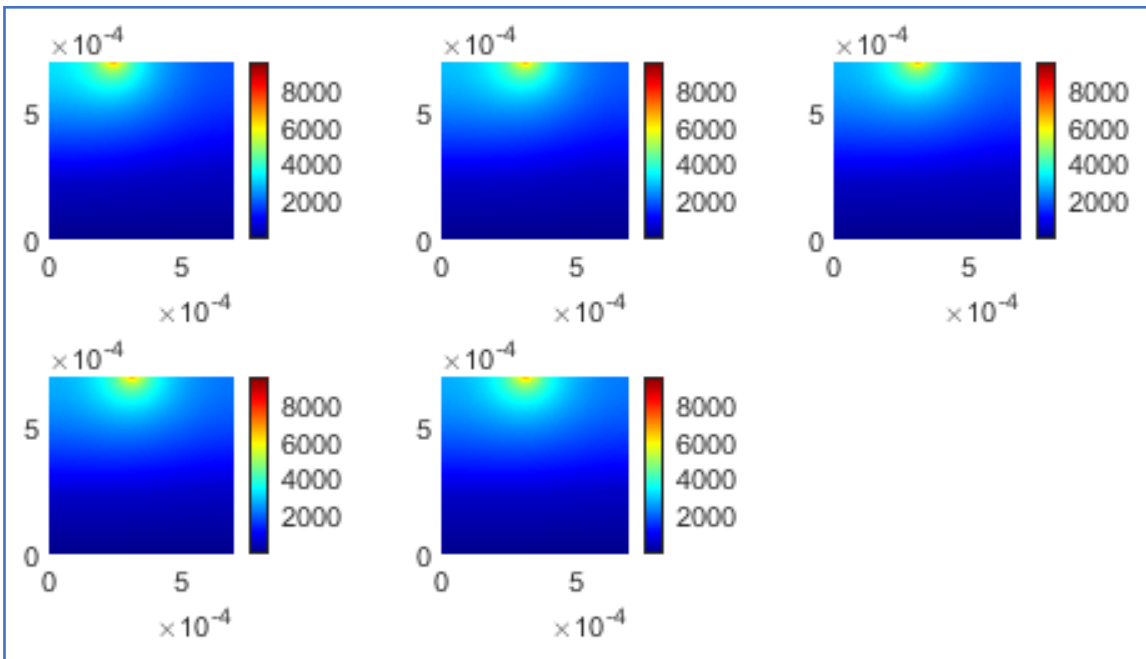 ×10⁻⁴ ×10⁻⁴ ×10⁻⁴
8000 8000 8000
5 5 5
6000 6000 6000
4000 4000 4000
2000 2000 2000
0 0 0
0 5 0 5 0 5
×10⁻⁴ ×10⁻⁴ ×10⁻⁴
×10⁻⁴ ×10⁻⁴
8000 8000
5 5
6000 6000
4000 4000
2000 2000
0 0
0 5 0 5
×10⁻⁴ ×10⁻⁴